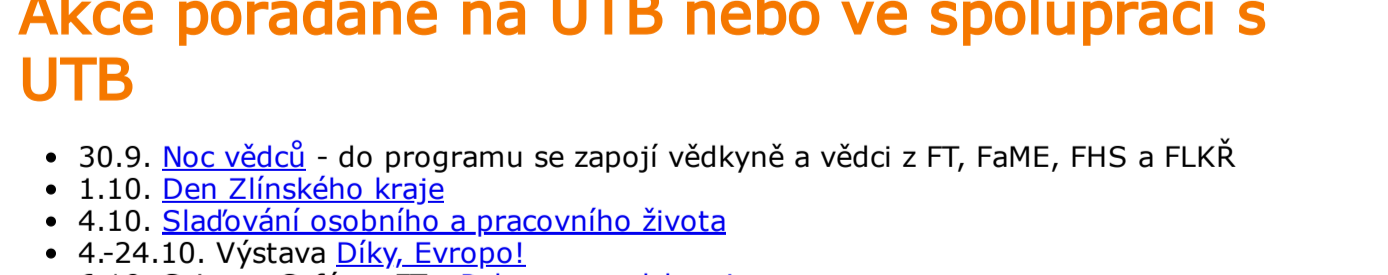 Akce pořádané na UTB nebo ve spolupráci s
UTB
• 30.9. Noc vědců - do programu se zapojí vědkyně a vědci z FT, FaME, FHS a FLKŘ
• 1.10. Den Zlínského kraje
• 4.10. Slaďování osobního a pracovního života
• 4.-24.10. Výstava Díky, Evropo!